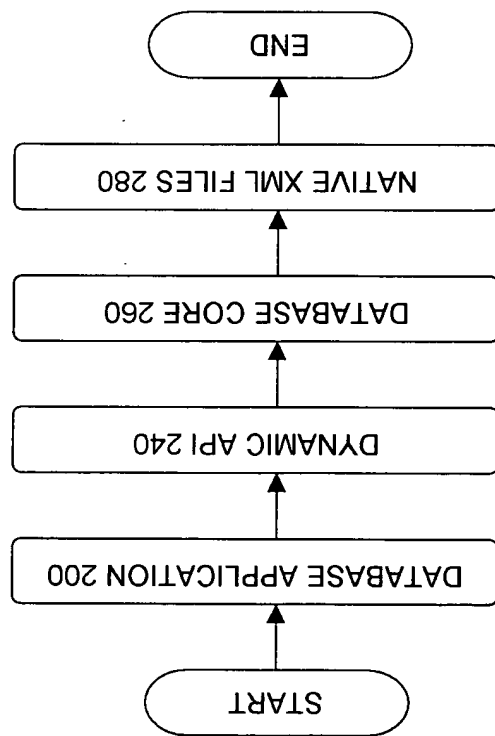 START
DATABASE APPLICATION 200
DYNAMIC API 240
DATABASE CORE 260
NATIVE XML FILES 280
END